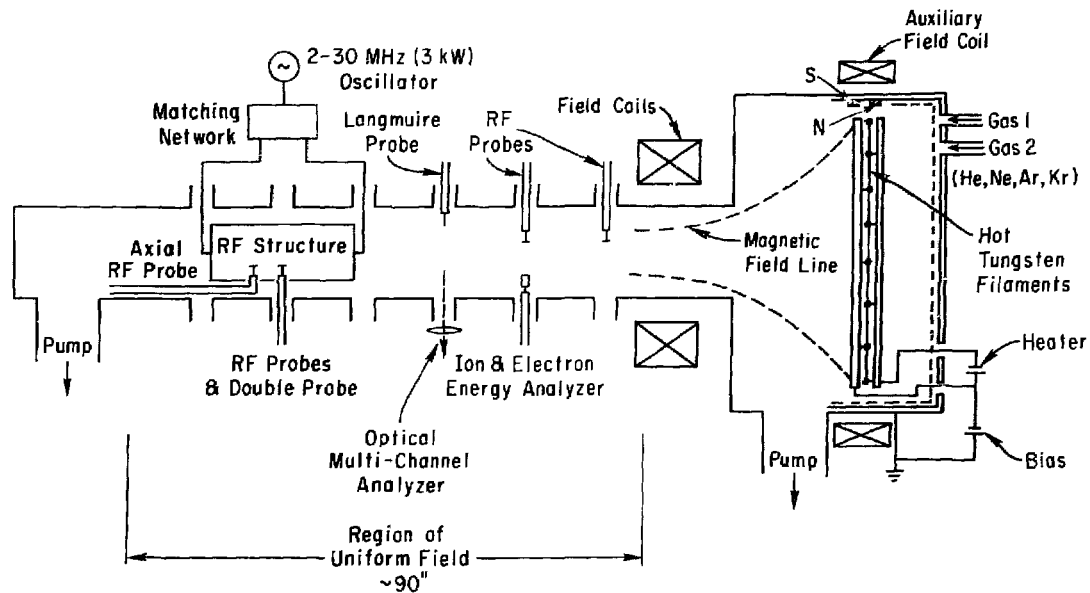 2-30 MHz (3 kW)
Oscillator
Matching
Network
Langmuire
Probe
RF
Probes
Field Coils
Auxiliary
Field Coil
S
N
Gas 1
Gas 2
(He,Ne,Ar,Kr)
Axial
RF Probe
RF Structure
Magnetic
Field Line
Hot
Tungsten
Filaments
Pump
RF Probes
& Double Probe
Ion & Electron
Energy Analyzer
Heater
Optical
Multi-Channel
Analyzer
Pump
Bias
Region of
Uniform Field
~90"